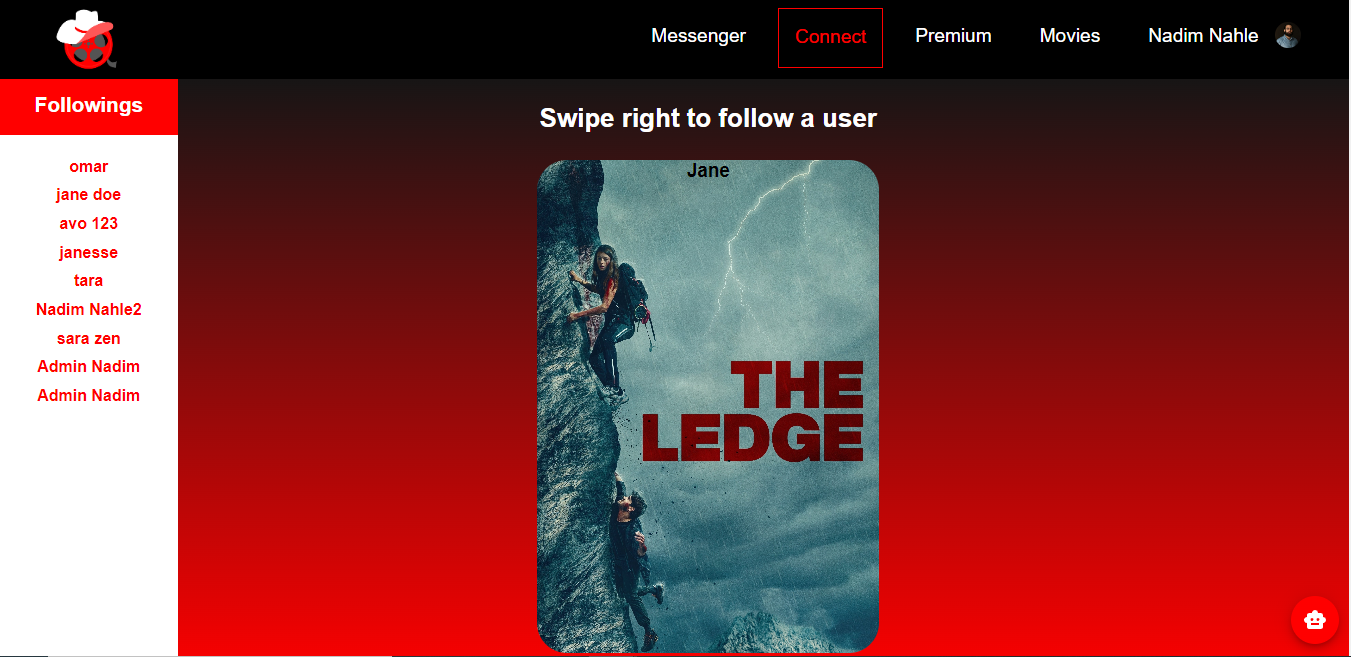 Messenger
Connect
Premium
Movies
Nadim Nahle
Followings
omar
jane doe
avo 123
janesse
tara
Nadim Nahle2
sara zen
Admin Nadim
Admin Nadim
Swipe right to follow a user
Jane
THE
LEDGE